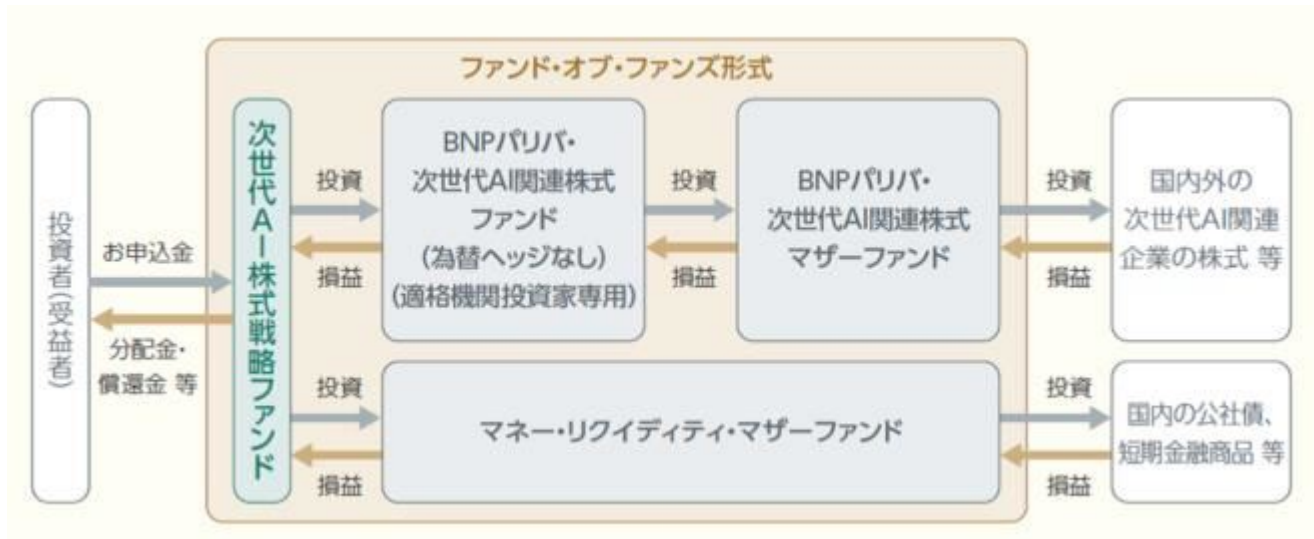 ファンド・オブ・ファンズ形式
投資者(受益者)
お申込金
分配金・
償還金 等
次世代AI株式戦略ファンド
投資
損益
BNPパリバ・
次世代AI関連株式
ファンド
(為替ヘッジなし)
(適格機関投資家専用)
投資
損益
BNPパリバ・
次世代AI関連株式
マザーファンド
投資
損益
国内外の
次世代AI関連
企業の株式 等
投資
損益
マネー・リクイディティ・マザーファンド
投資
損益
国内の公社債、
短期金融商品 等